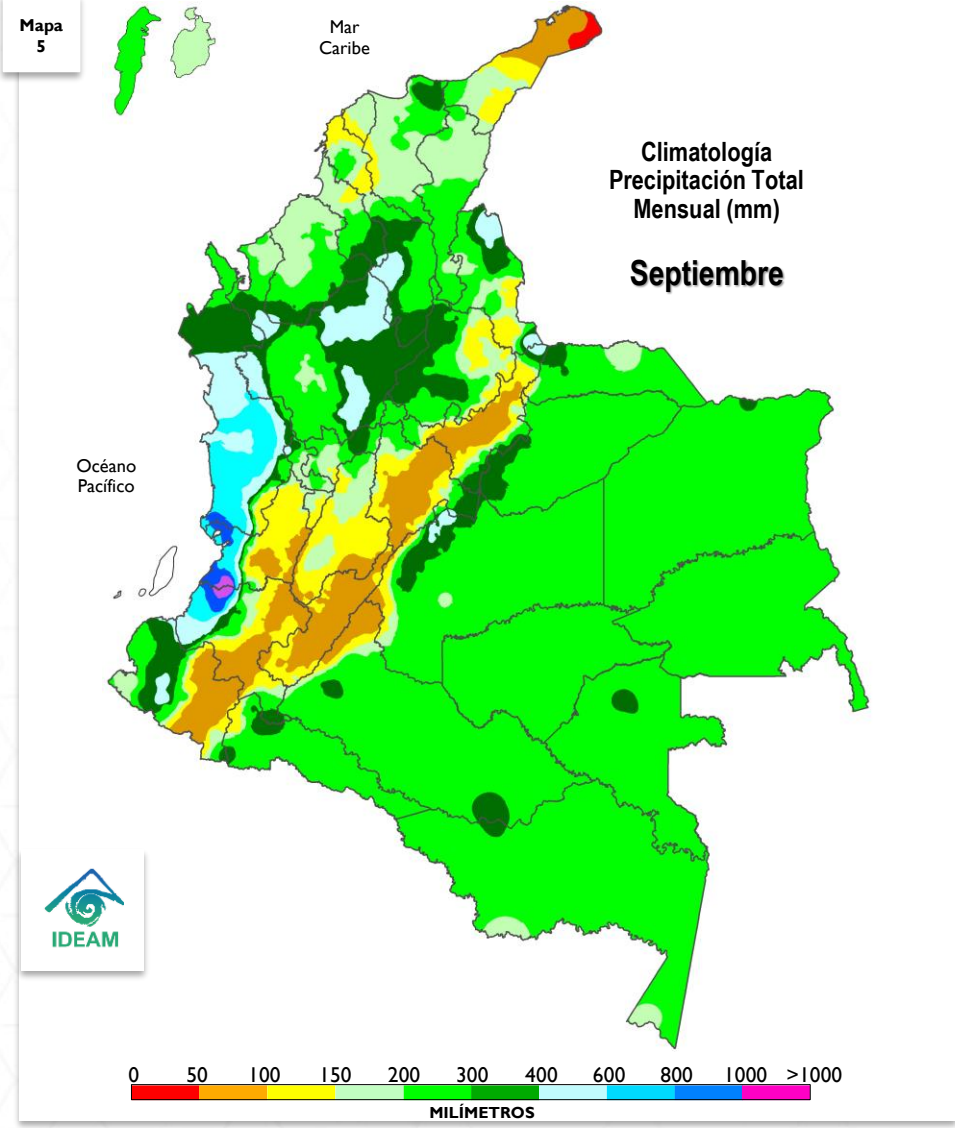 Mapa
5
Mar
Caribe
Climatología
Precipitación Total
Mensual (mm)
Septiembre
Océano
Pacífico
IDEAM
0 50 100 150 200 300 400 600 800 1000 >1000
MILÍMETROS